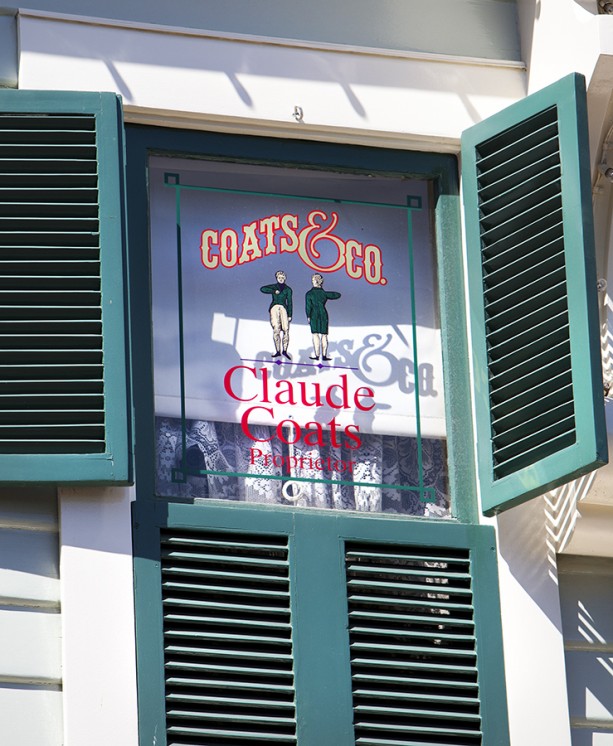 COATS & CO.
Claude
Coats
Proprietor